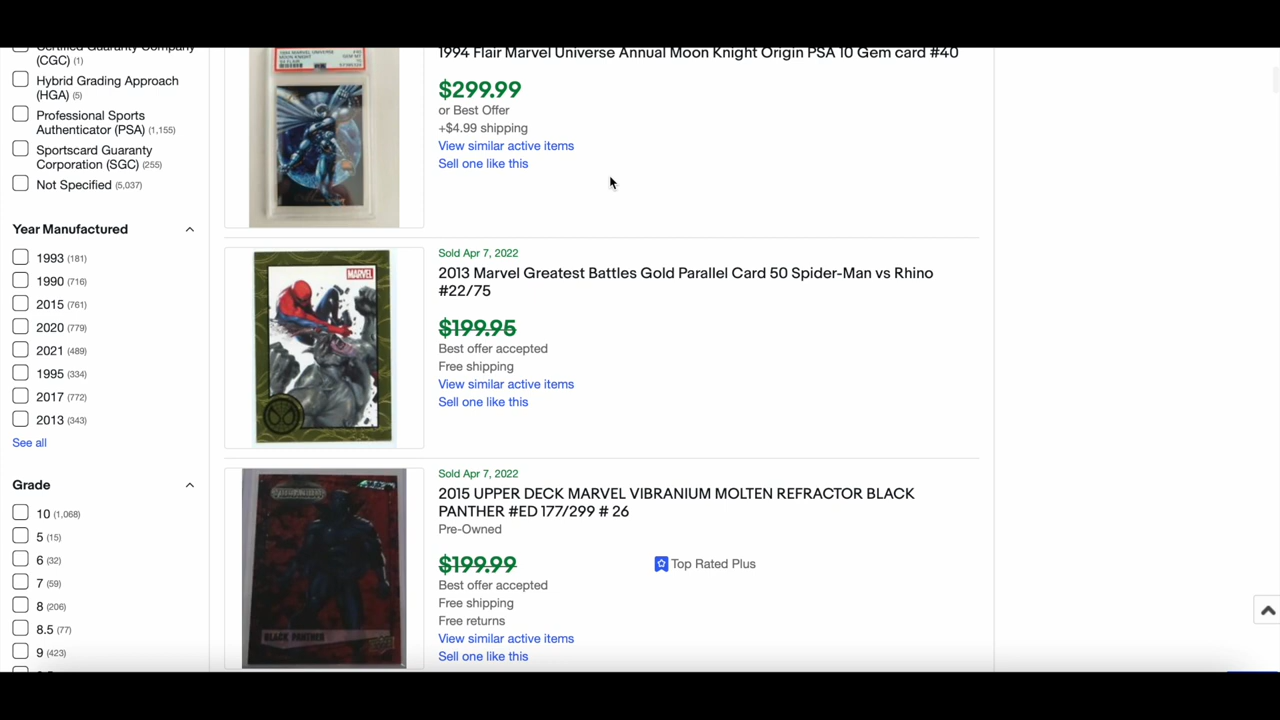 Certified Guaranty Company
(CGC) (1)
Hybrid Grading Approach
(HGA) (5)
Professional Sports
Authenticator (PSA) (1,155)
Sportscard Guaranty
Corporation (SGC) (255)
Not Specified (5,037)
Year Manufactured
1993 (181)
1990 (716)
2015 (761)
2020 (779)
2021 (489)
1995 (334)
2017 (772)
2013 (343)
See all
Grade
10 (1,068)
5 (15)
6 (32)
7 (59)
8 (206)
8.5 (77)
9 (423)
1994 Flair Marvel Universe Annual Moon Knight Origin PSA 10 Gem card #40
$299.99
or Best Offer
+$4.99 shipping
View similar active items
Sell one like this
MARVEL
Sold Apr 7, 2022
2013 Marvel Greatest Battles Gold Parallel Card 50 Spider-Man vs Rhino
#22/75
$199.95
Best offer accepted
Free shipping
View similar active items
Sell one like this
BLACK PANTHER
Sold Apr 7, 2022
2015 UPPER DECK MARVEL VIBRANIUM MOLTEN REFRACTOR BLACK
PANTHER #ED 177/299 # 26
Pre-Owned
$199.99
Top Rated Plus
Best offer accepted
Free shipping
Free returns
View similar active items
Sell one like this